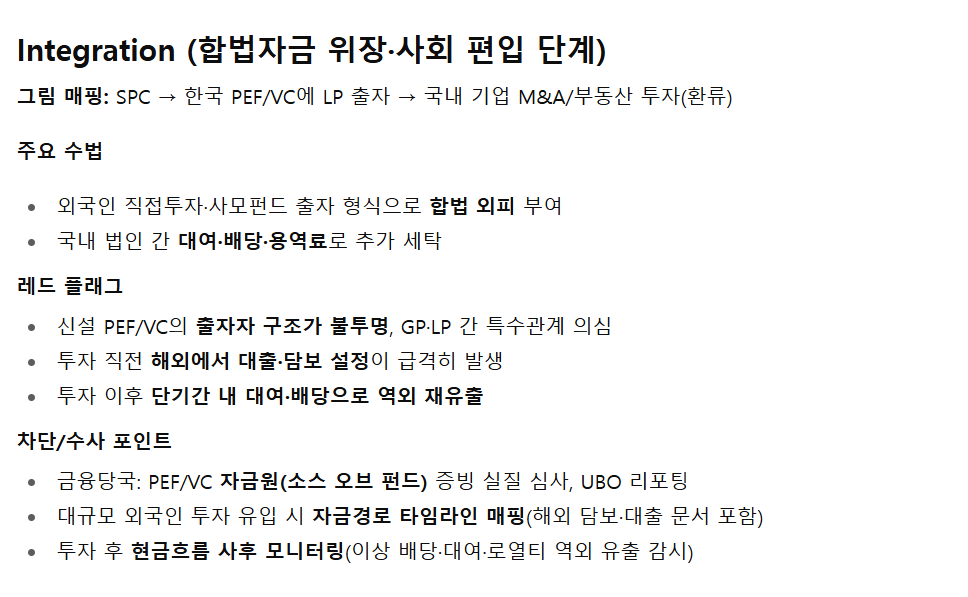 Integration (합법자금 위장·사회 편입 단계)
그림 매핑: SPC → 한국 PEF/VC에 LP 출자 → 국내 기업 M&A/부동산 투자(환류)
주요 수법
• 외국인 직접투자·사모펀드 출자 형식으로 합법 외피 부여
• 국내 법인 간 대여·배당·용역료로 추가 세탁
레드 플래그
• 신설 PEF/VC의 출자자 구조가 불투명, GP·LP 간 특수관계 의심
• 투자 직전 해외에서 대출·담보 설정이 급격히 발생
• 투자 이후 단기간 내 대여·배당으로 역외 재유출
차단/수사 포인트
• 금융당국: PEF/VC 자금원(소스 오브 펀드) 증빙 실질 심사, UBO 리포팅
• 대규모 외국인 투자 유입 시 자금경로 타임라인 매핑(해외 담보·대출 문서 포함)
• 투자 후 현금흐름 사후 모니터링(이상 배당·대여·로열티 역외 유출 감시)